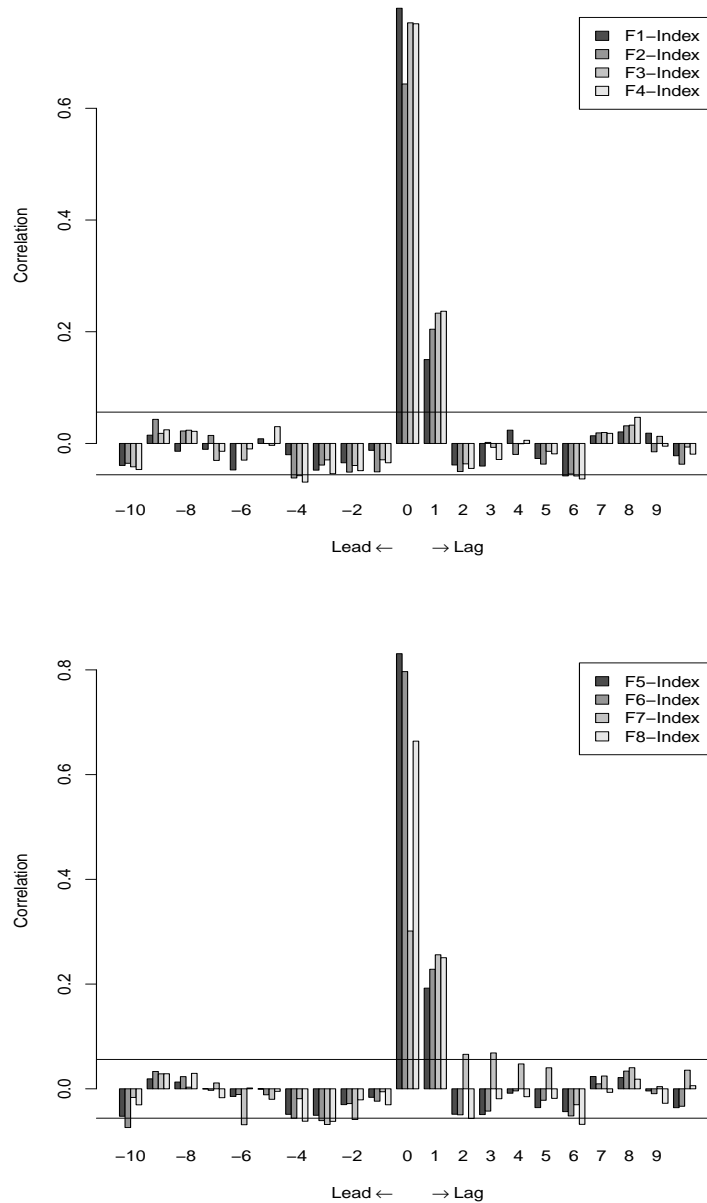 F1−Index
F2−Index
F3−Index
F4−Index
0.6
0.4
0.2
0.0
Correlation
−10 −8 −6 −4 −2 0 1 2 3 4 5 6 7 8 9
Lead ← → Lag
F5−Index
F6−Index
F7−Index
F8−Index
0.8
0.6
0.4
0.2
0.0
Correlation
−10 −8 −6 −4 −2 0 1 2 3 4 5 6 7 8 9
Lead ← → Lag